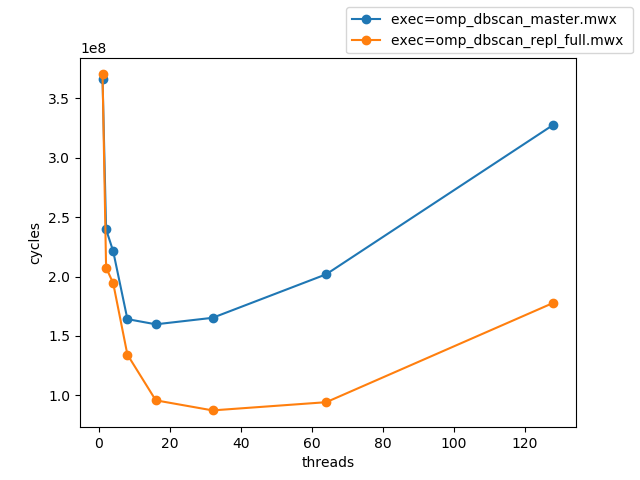 exec=omp_dbscan_master.mwx
exec=omp_dbscan_repl_full.mwx
1e8
3.5
3.0
2.5
2.0
1.5
1.0
cycles
0 20 40 60 80 100 120
threads